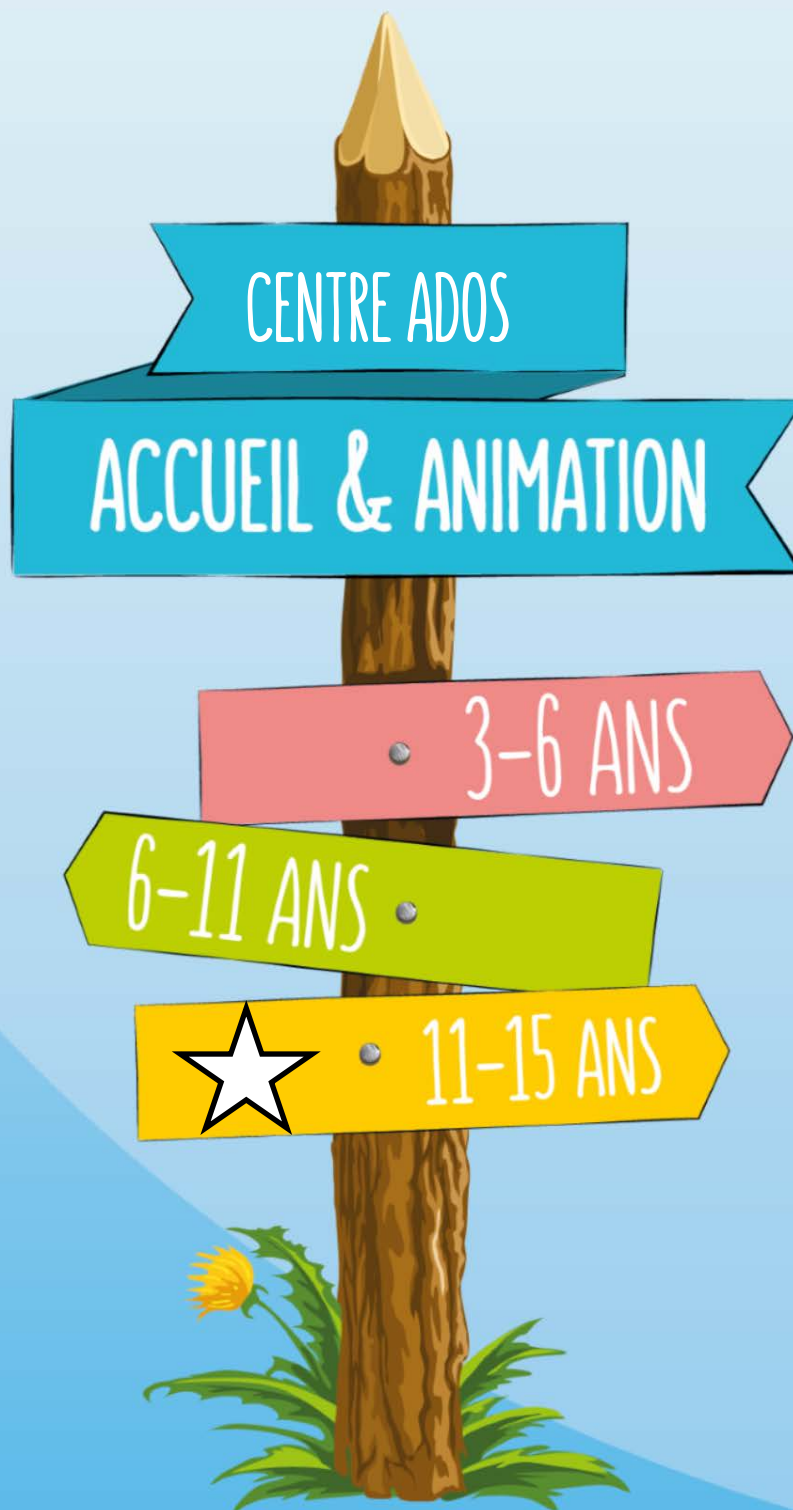 CENTRE ADOS
ACCUEIL & ANIMATION
3-6 ANS
6-11 ANS
11-15 ANS